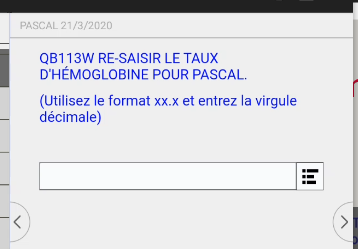 PASCAL 21/3/2020
QB113W RE-SAISIR LE TAUX
D'HÉMOGLOBINE POUR PASCAL.
(Utilisez le format xx.x et entrez la virgule
décimale)